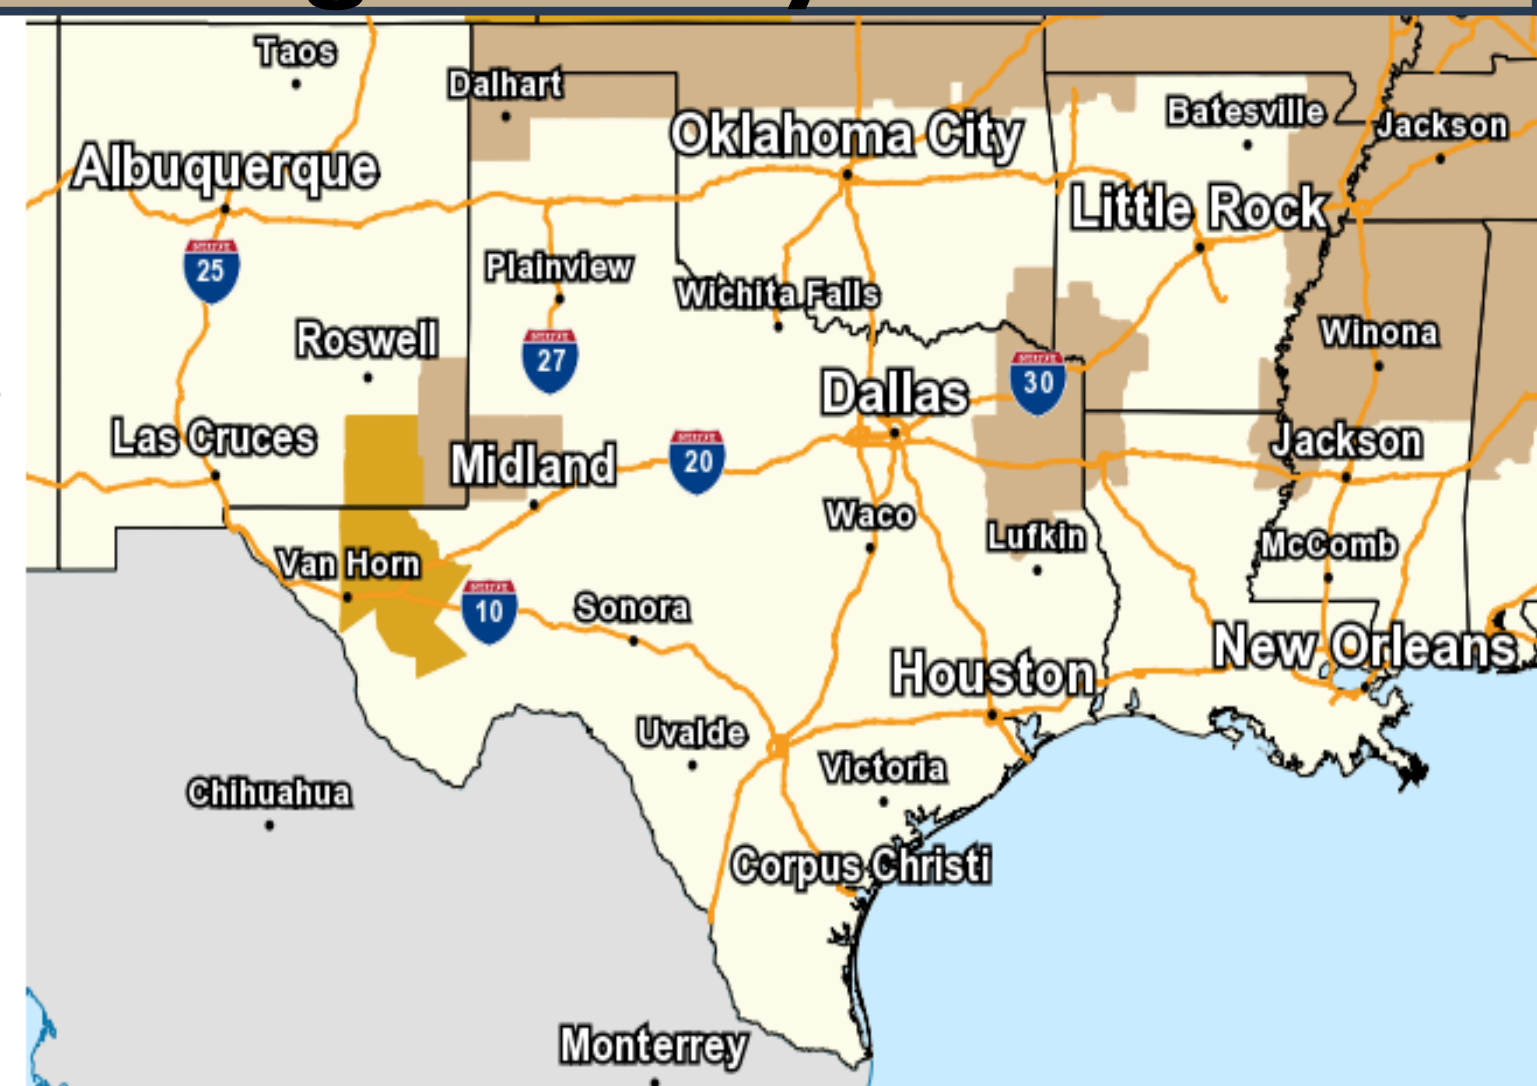 Taos
Dalhart
Batesville
Jackson
Oklahoma City
Albuquerque
Little Rock
25
Plainview
Wichita Falls
Roswell
Winona
27
30
Dallas
Las Cruces
Midland
20
Jackson
Waco
Lufkin
McComb
Van Horn
10
Sonora
New Orleans
Houston
Uvalde
Victoria
Chihuahua
Corpus Christi
Monterrey